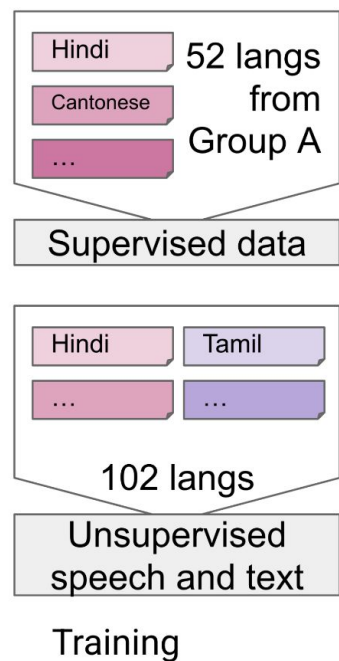 Hindi
52 langs
from
Group A
Cantonese
...
Supervised data
Hindi Tamil
... ...
102 langs
Unsupervised
speech and text
Training